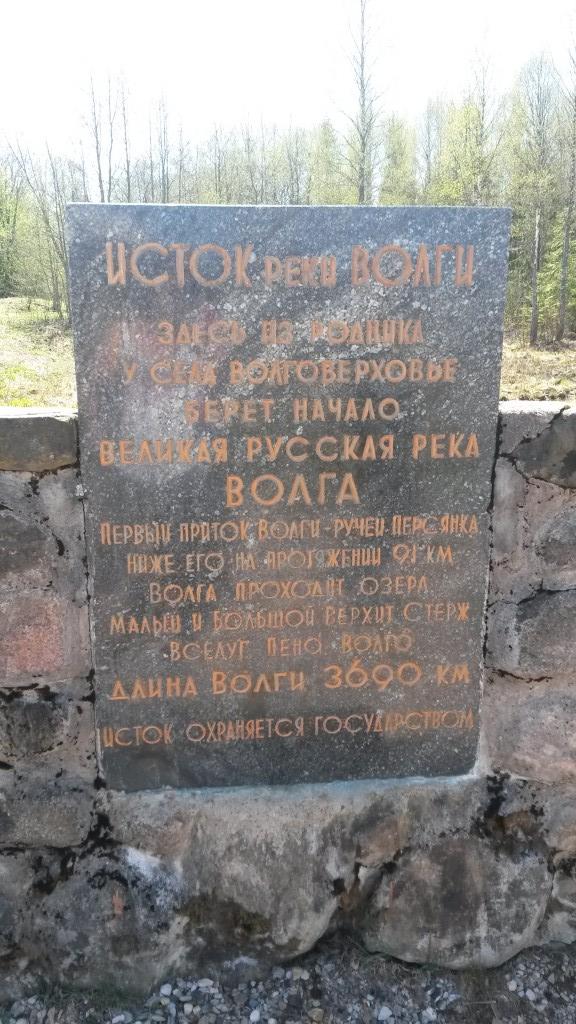 ИСТОК РЕКИ ВОЛГИ
ЗДЕСЬ ИЗ РОДНИКА
У СЕЛА ВОЛГОВЕРХОВЬЕ
БЕРЕТ НАЧАЛО
ВЕЛИКАЯ РУССКАЯ РЕКА
ВОЛГА
ПЕРВЫЙ ПРИТОК ВОЛГИ-РУЧЕЙ ПЕРСЯНКА
НИЖЕ ЕГО НА ПРОТЯЖЕНИИ 91 КМ
ВОЛГА ПРОХОДИТ ОЗЕРА
МАЛЫЙ И БОЛЬШОЙ ВЕРХИТ СТЕРЖ
ВСЕЛУГ ПЕНО ВОЛГО
ДЛИНА ВОЛГИ 3690 КМ
ИСТОК ОХРАНЯЕТСЯ ГОСУДАРСТВОМ